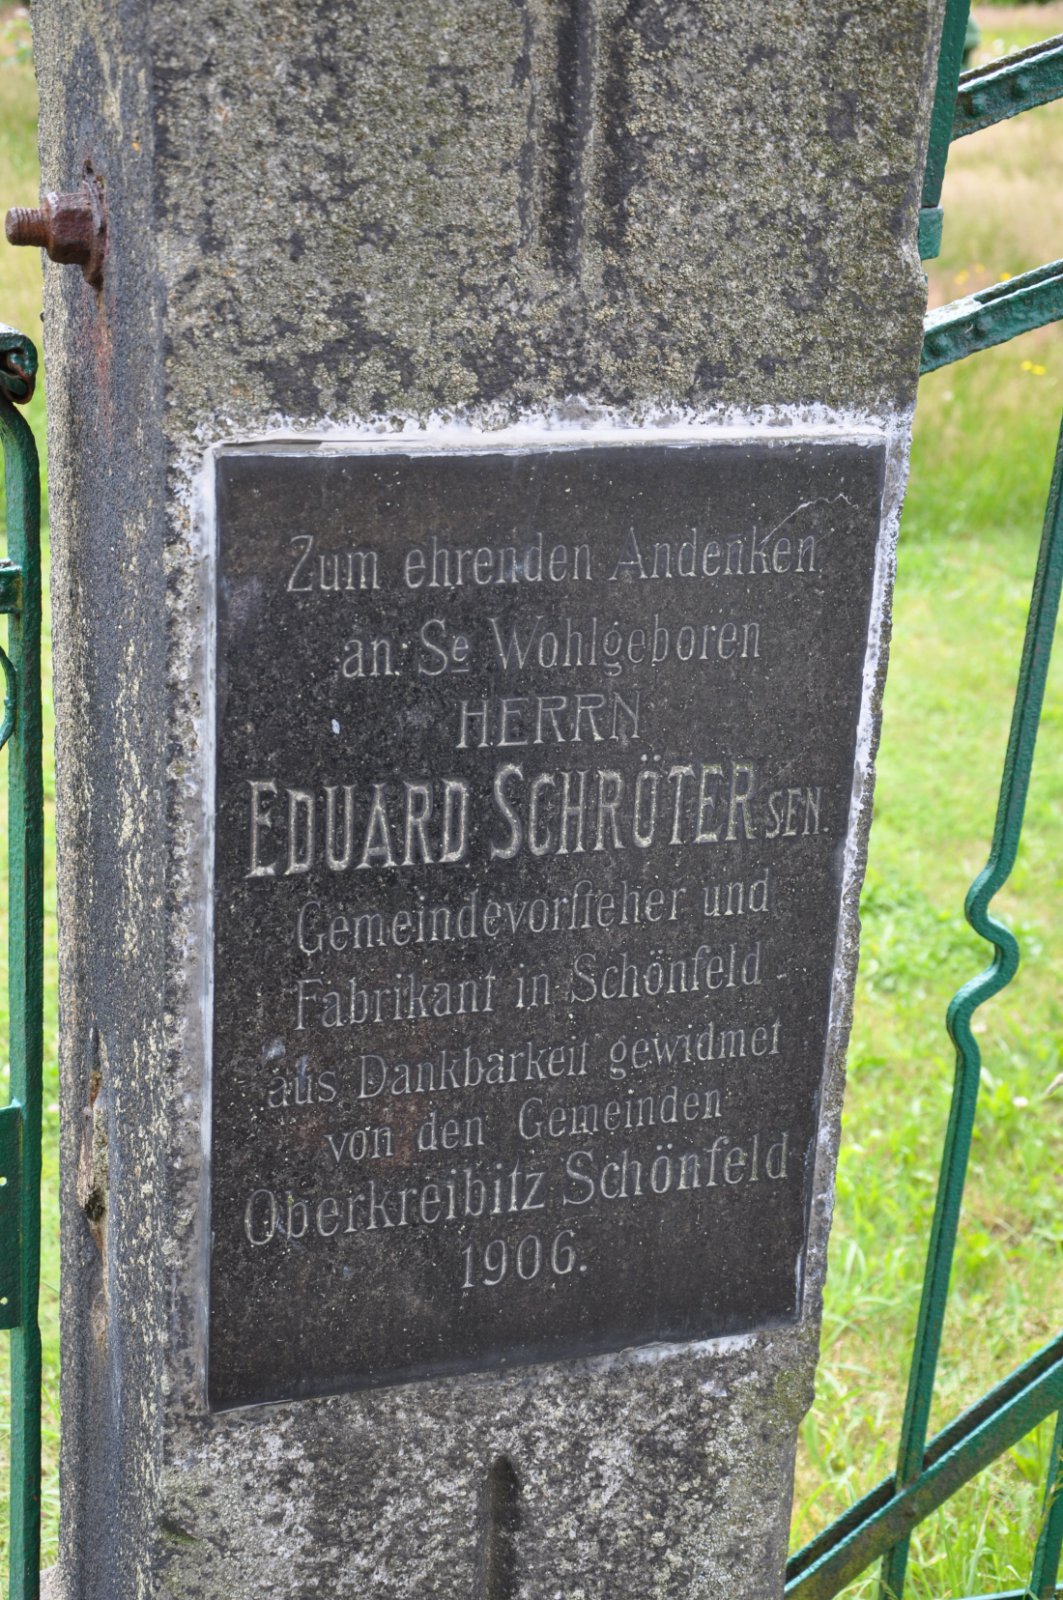 Zum ehrenden Andenken
an Se Wohlgeboren
HERRN
EDUARD SCHRÖTER SEN.
Gemeindevorſteher und
Fabrikant in Schönfeld
aus Dankbarkeit gewidmet
von den Gemeinden
Oberkreibitz Schönfeld
1906.